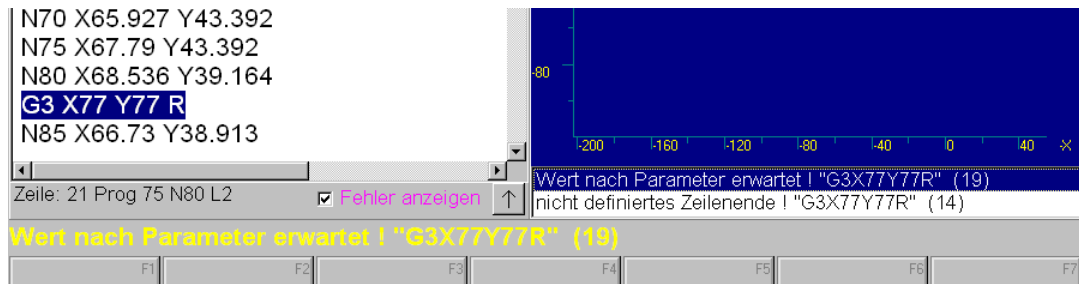 N70 X65.927 Y43.392
N75 X67.79 Y43.392
N80 X68.536 Y39.164
G3 X77 Y77 R
N85 X66.73 Y38.913
Zeile: 21 Prog 75 N80 L2
Fehler anzeigen
-80
-200 -160 -120 -80 -40 0 40 -X
Wert nach Parameter erwartet ! "G3X77Y77R" (19)
nicht definiertes Zeilenende ! "G3X77Y77R" (14)
Wert nach Parameter erwartet ! "G3X77Y77R" (19)
F1 F2 F3 F4 F5 F6 F7